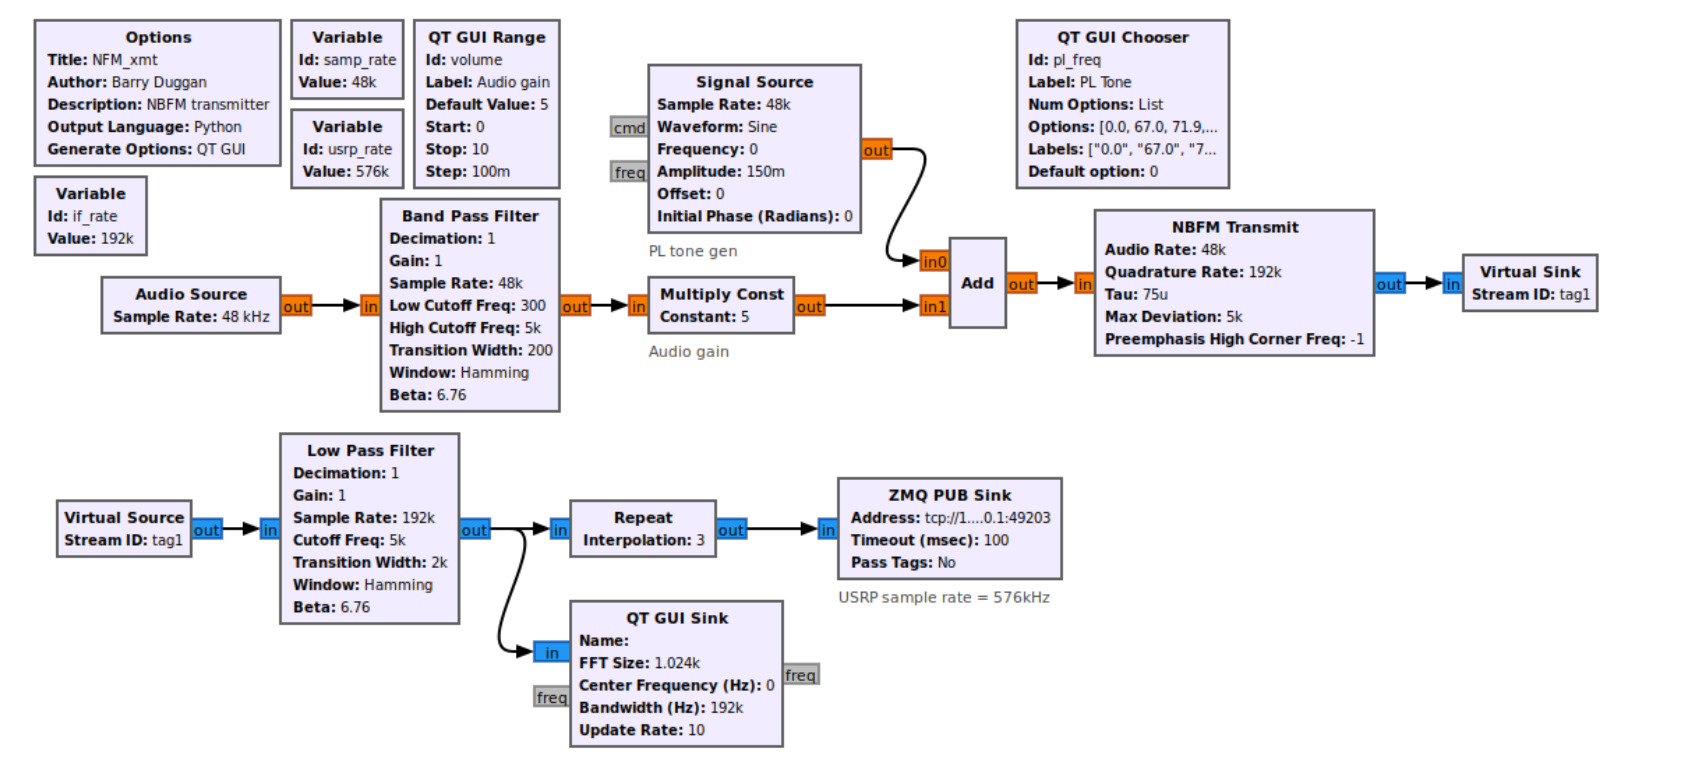 Options
Title: NFM_xmt
Author: Barry Duggan
Description: NBFM transmitter
Output Language: Python
Generate Options: QT GUI
Variable
Id: samp_rate
Value: 48k
Variable
Id: usrp_rate
Value: 576k
QT GUI Range
Id: volume
Label: Audio gain
Default Value: 5
Start: 0
Stop: 10
Step: 100m
Variable
Id: if_rate
Value: 192k
Signal Source
Sample Rate: 48k
Waveform: Sine
Frequency: 0
Amplitude: 150m
Offset: 0
Initial Phase (Radians): 0
cmd
freq
out
PL tone gen
QT GUI Chooser
Id: pl_freq
Label: PL Tone
Num Options: List
Options: [0.0, 67.0, 71.9,...
Labels: ["0.0", "67.0", "7...
Default option: 0
Audio Source
Sample Rate: 48 kHz
out
in
Band Pass Filter
Decimation: 1
Gain: 1
Sample Rate: 48k
Low Cutoff Freq: 300
High Cutoff Freq: 5k
Transition Width: 200
Window: Hamming
Beta: 6.76
out
in
Multiply Const
Constant: 5
out
Audio gain
in0
in1
Add
out
in
NBFM Transmit
Audio Rate: 48k
Quadrature Rate: 192k
Tau: 75u
Max Deviation: 5k
Preemphasis High Corner Freq: -1
out
in
Virtual Sink
Stream ID: tag1
Virtual Source
Stream ID: tag1
out
in
Low Pass Filter
Decimation: 1
Gain: 1
Sample Rate: 192k
Cutoff Freq: 5k
Transition Width: 2k
Window: Hamming
Beta: 6.76
out
in
Repeat
Interpolation: 3
out
in
ZMQ PUB Sink
Address: tcp://1....0.1:49203
Timeout (msec): 100
Pass Tags: No
USRP sample rate = 576kHz
in
freq
QT GUI Sink
Name:
FFT Size: 1.024k
Center Frequency (Hz): 0
Bandwidth (Hz): 192k
Update Rate: 10
freq